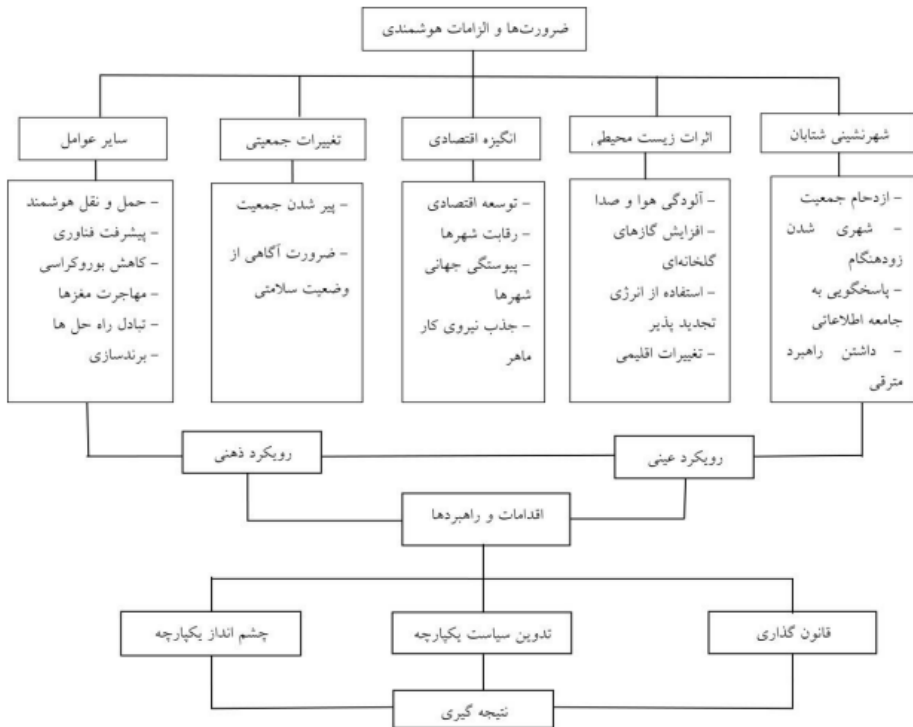 ضرورت‌ها و الزامات هوشمندی
شهرنشینی شتابان
اثرات زیست محیطی
انگیزه اقتصادی
تغییرات جمعیتی
سایر عوامل
- ازدحام جمعیت
- شهری شدن
زودهنگام
- پاسخگویی به
جامعه اطلاعاتی
- داشتن راهبرد
مترقی
- آلودگی هوا و صدا
- افزایش گازهای
گلخانه‌ای
- استفاده از انرژی
تجدید پذیر
- تغییرات اقلیمی
- توسعه اقتصادی
- رقابت شهرها
- پیوستگی جهانی
شهرها
- جذب نیروی کار
ماهر
- پیر شدن جمعیت
- ضرورت آگاهی از
وضعیت سلامتی
- حمل و نقل هوشمند
- پیشرفت فناوری
- کاهش بوروکراسی
- مهاجرت مغزها
- تبادل راه حل ها
- برندسازی
رویکرد عینی
رویکرد ذهنی
اقدامات و راهبردها
قانون گذاری
تدوین سیاست یکپارچه
چشم انداز یکپارچه
نتیجه گیری